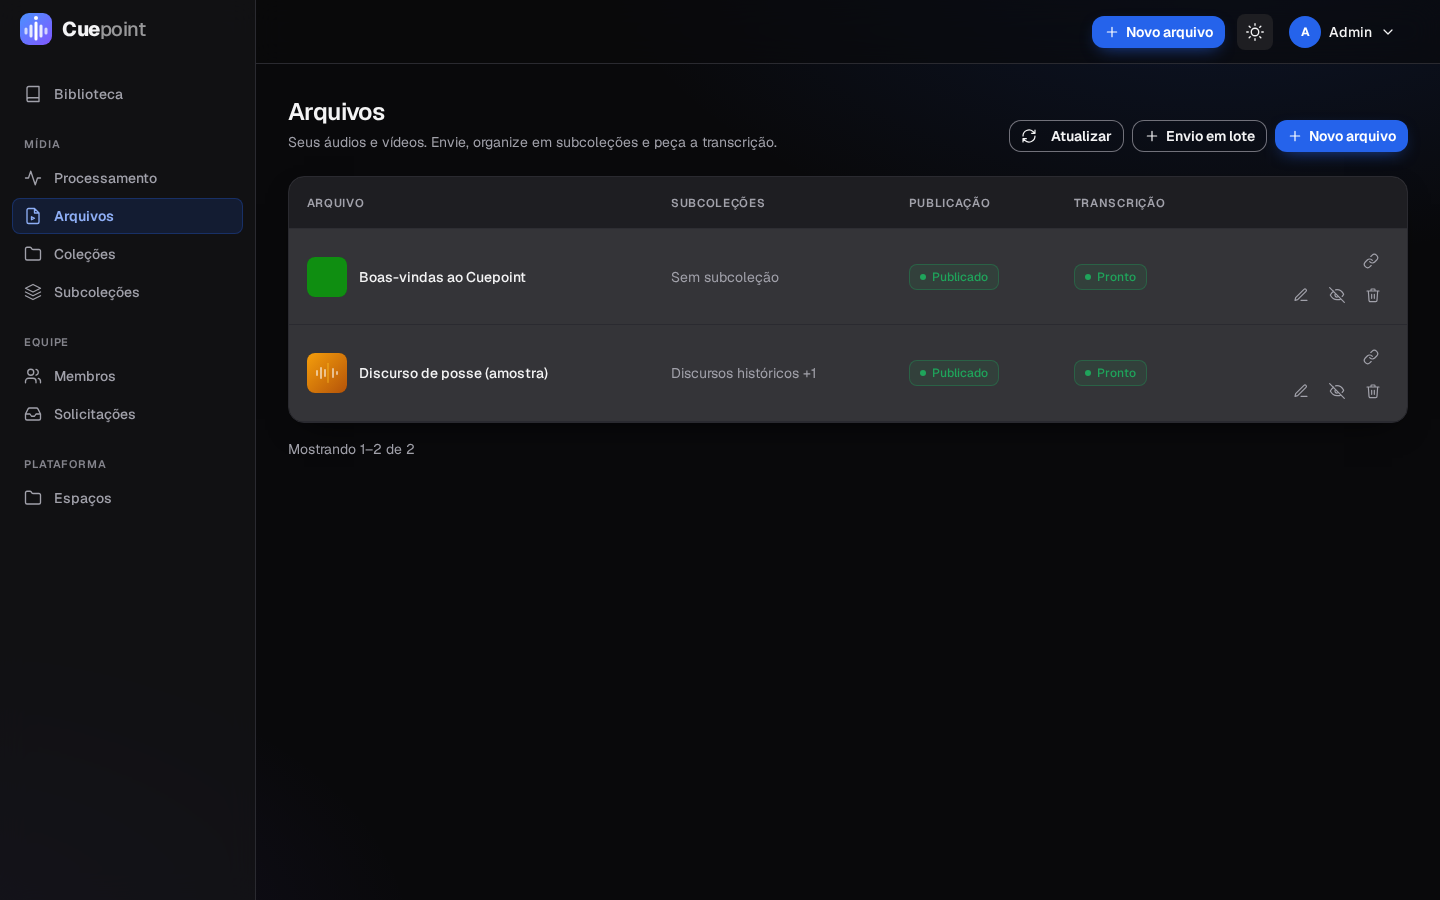 Cuepoint
Novo arquivo
A Admin
Biblioteca
MÍDIA
Processamento
Arquivos
Coleções
Subcoleções
EQUIPE
Membros
Solicitações
PLATAFORMA
Espaços
Arquivos
Seus áudios e vídeos. Envie, organize em subcoleções e peça a transcrição.
Atualizar
Envio em lote
Novo arquivo
ARQUIVO SUBCOLEÇÕES PUBLICAÇÃO TRANSCRIÇÃO
Boas-vindas ao Cuepoint Sem subcoleção Publicado Pronto
Discurso de posse (amostra) Discursos históricos +1 Publicado Pronto
Mostrando 1–2 de 2